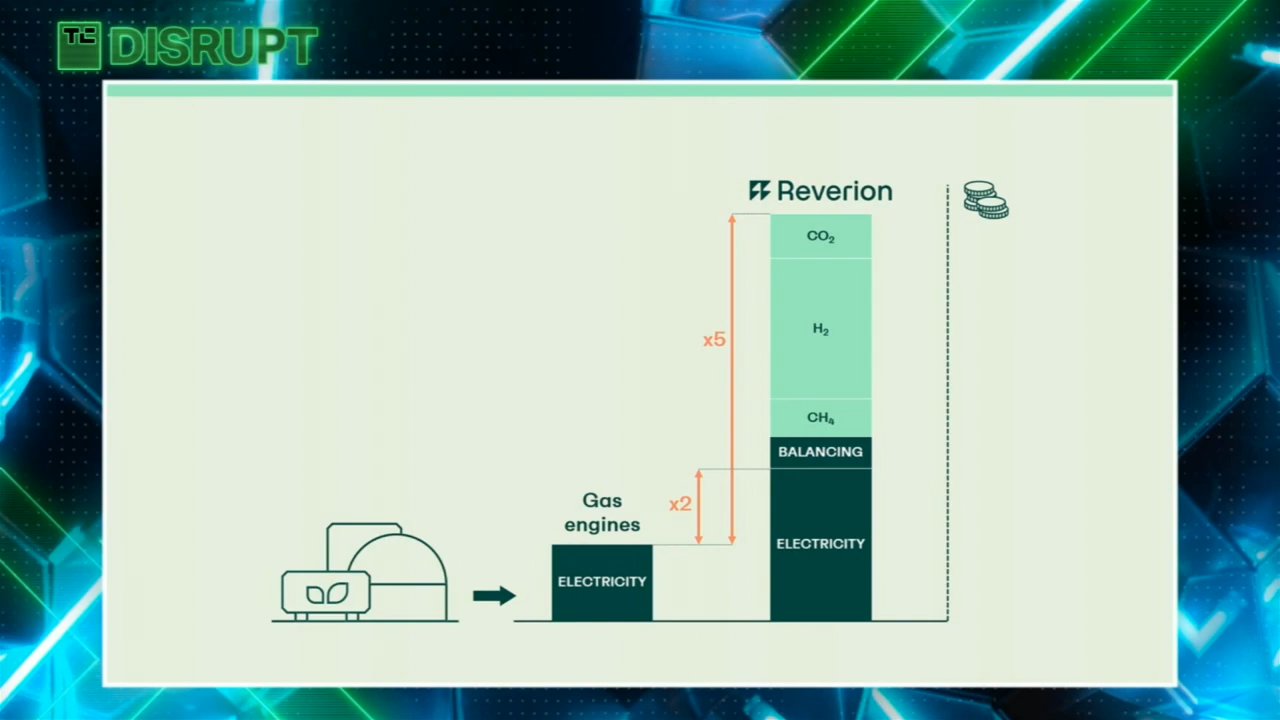 TC DISRUPT
Reverion
CO₂
H₂
CH₄
BALANCING
ELECTRICITY
x5
x2
Gas
engines
ELECTRICITY